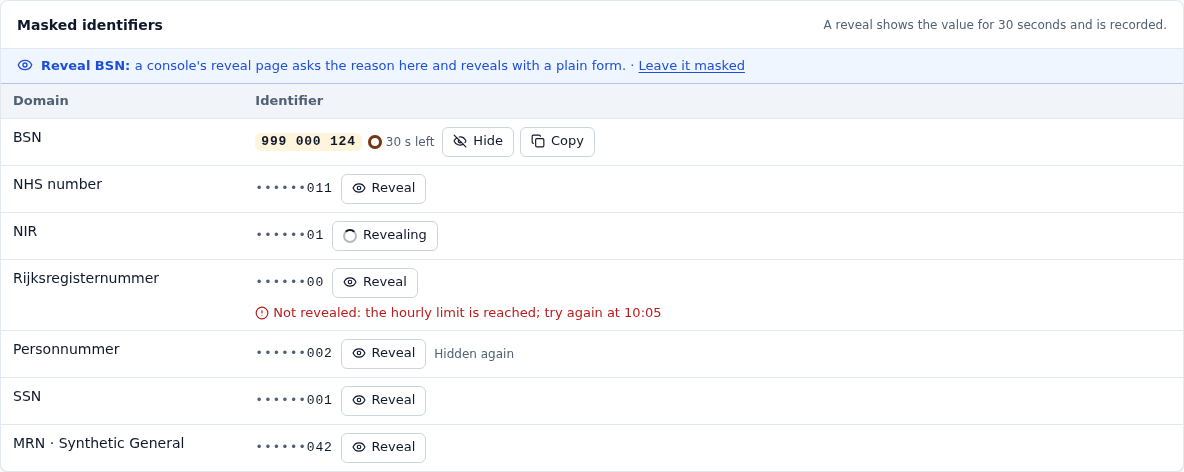 Masked identifiers
A reveal shows the value for 30 seconds and is recorded.
Reveal BSN: a console's reveal page asks the reason here and reveals with a plain form. · Leave it masked
Domain Identifier
BSN 999 000 124 30 s left Hide Copy
NHS number ••••••011 Reveal
NIR ••••••01 Revealing
Rijksregisternummer ••••••00 Reveal
Not revealed: the hourly limit is reached; try again at 10:05
Personnummer ••••••002 Reveal Hidden again
SSN ••••••001 Reveal
MRN · Synthetic General ••••••042 Reveal